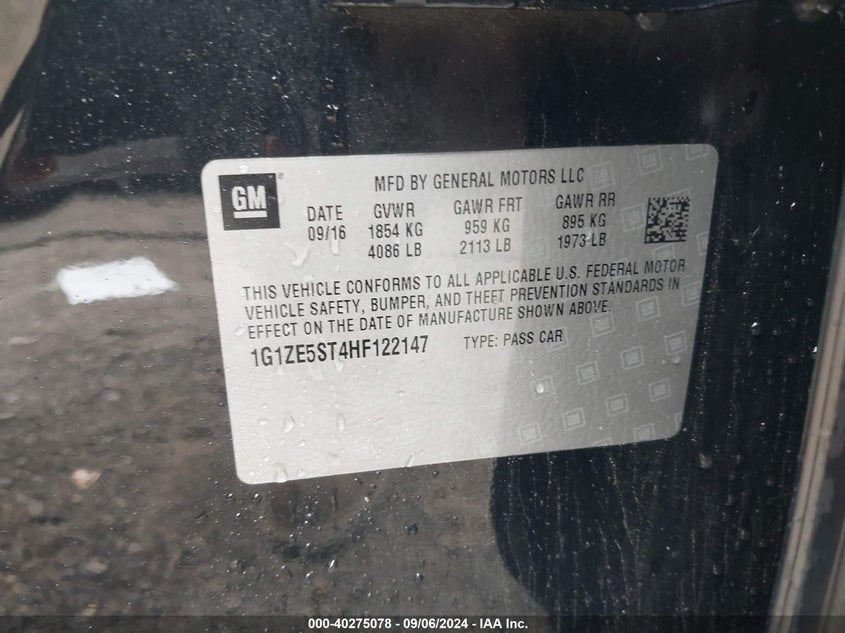 GM
MFD BY GENERAL MOTORS LLC
DATE GVWR GAWR FRT GAWR RR
09/16 1854 KG 959 KG 895 KG
4086 LB 2113 LB 1973 LB
THIS VEHICLE CONFORMS TO ALL APPLICABLE U.S. FEDERAL MOTOR
VEHICLE SAFETY, BUMPER, AND THEFT PREVENTION STANDARDS IN
EFFECT ON THE DATE OF MANUFACTURE SHOWN ABOVE.
1G1ZE5ST4HF122147 TYPE: PASS CAR
000-40275078 - 09/06/2024 - IAA Inc.